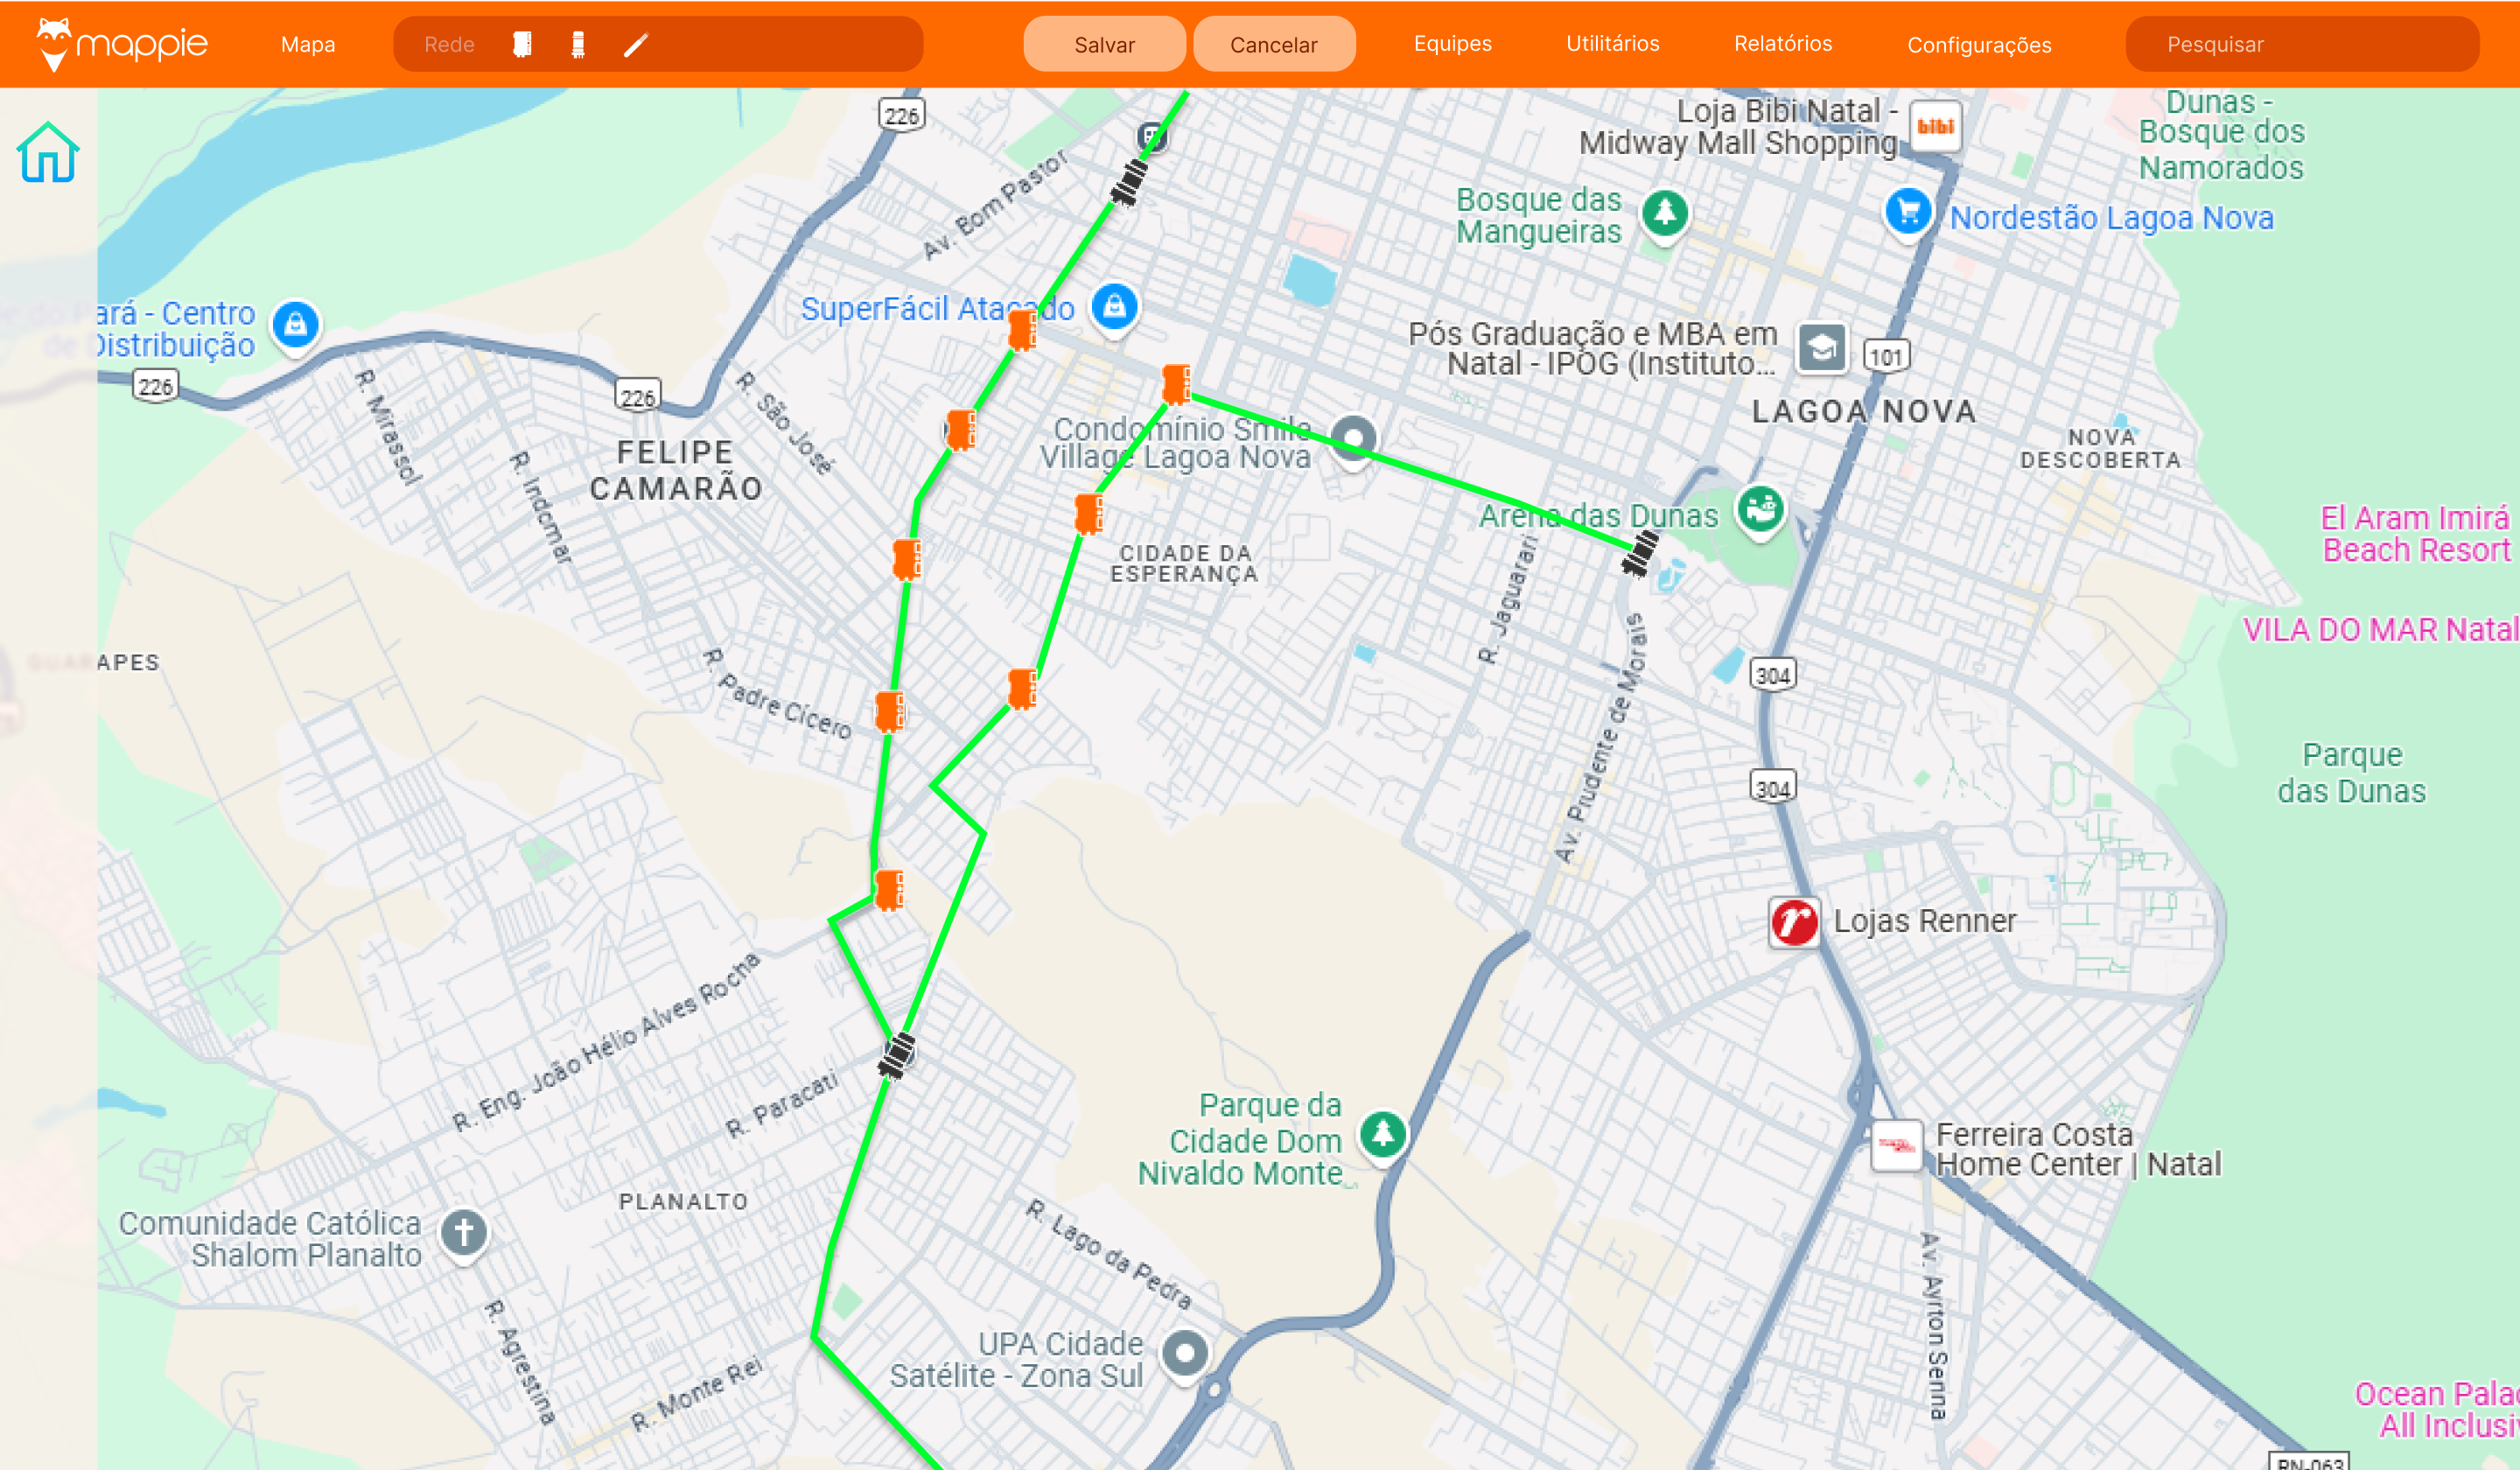 mappie
Mapa
Rede
Salvar
Cancelar
Equipes
Utilitários
Relatórios
Configurações
Pesquisar
226
Av. Bom Pastor
Loja Bibi Natal -
Midway Mall Shopping
bibi
Dunas -
Bosque dos
Namorados
Bosque das
Mangueiras
Nordestão Lagoa Nova
SuperFácil Atacado
Pará - Centro
de Distribuição
226
226
R. Mirassol
R. Indomar
R. São José
FELIPE
CAMARÃO
Pós Graduação e MBA em
Natal - IPOG (Instituto...
101
LAGOA NOVA
NOVA
DESCOBERTA
Condomínio Smile
Village Lagoa Nova
Arena das Dunas
El Aram Imirá
Beach Resort
CIDADE DA
ESPERANÇA
R. Jaguarari
VILA DO MAR Natal
GUARAPES
R. Padre Cícero
Av. Prudente de Morais
304
304
Parque
das Dunas
Lojas Renner
R. Eng. João Hélio Alves Rocha
R. Paracati
Parque da
Cidade Dom
Nivaldo Monte
Ferreira Costa
Home Center | Natal
PLANALTO
Comunidade Católica
Shalom Planalto
R. Lago da Pedra
Av. Ayrton Senna
R. Agrestina
UPA Cidade
Satélite - Zona Sul
R. Monte Rei
Ocean Palac
All Inclusiv
RN-063